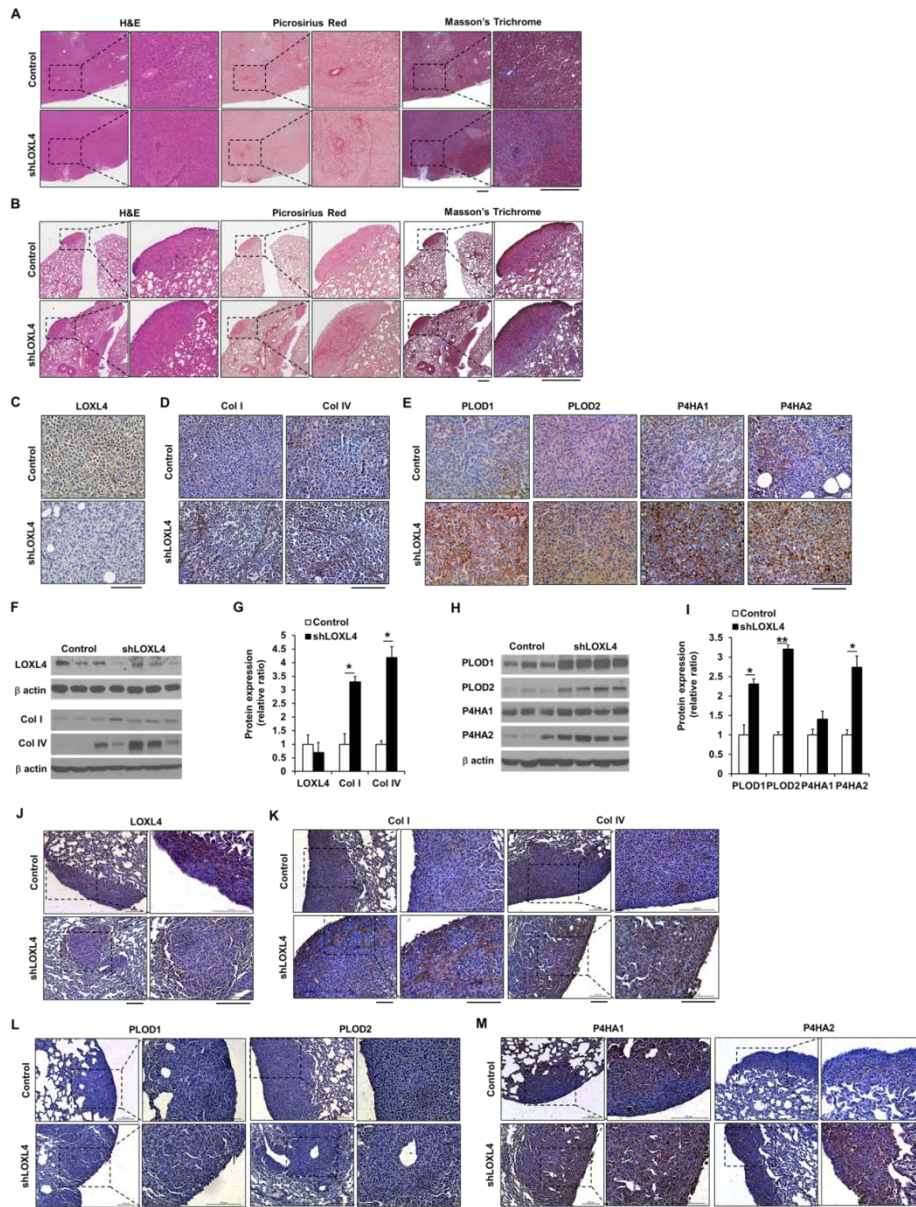 A
H&E
Picrosirius Red
Masson's Trichrome
Control
shLOXL4
B
H&E
Picrosirius Red
Masson's Trichrome
Control
shLOXL4
C
LOXL4
Control
shLOXL4
D
Col I
Col IV
Control
shLOXL4
E
PLOD1
PLOD2
P4HA1
P4HA2
Control
shLOXL4
F
Control
shLOXL4
LOXL4
β actin
Col I
Col IV
β actin
G
Control
shLOXL4
Protein expression
(relative ratio)
5
4.5
4
3.5
3
2.5
2
1.5
1
0.5
0
*
*
LOXL4
Col I
Col IV
H
Control
shLOXL4
PLOD1
PLOD2
P4HA1
P4HA2
β actin
I
Control
shLOXL4
Protein expression
(relative ratio)
3.5
3
2.5
2
1.5
1
0.5
0
*
**
*
PLOD1
PLOD2
P4HA1
P4HA2
J
LOXL4
Control
shLOXL4
K
Col I
Col IV
Control
shLOXL4
L
PLOD1
PLOD2
Control
shLOXL4
M
P4HA1
P4HA2
Control
shLOXL4